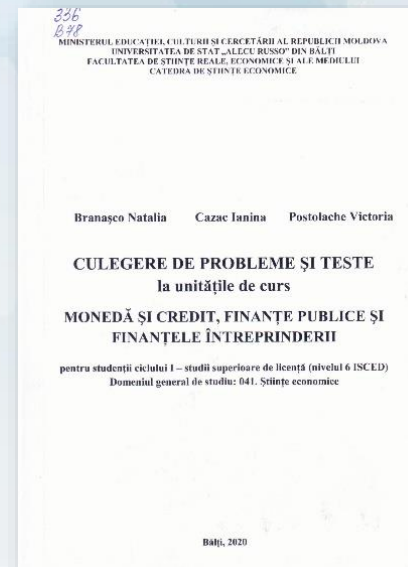 336
B78
MINISTERUL EDUCAȚIEI, CULTURII ȘI CERCETĂRII AL REPUBLICII MOLDOVA
UNIVERSITATEA DE STAT „ALECU RUSSO” DIN BĂLȚI
FACULTATEA DE ȘTIINȚE REALE, ECONOMICE ȘI ALE MEDIULUI
CATEDRA DE ȘTIINȚE ECONOMICE
Branașco Natalia Cazac Ianina Postolache Victoria
CULEGERE DE PROBLEME ȘI TESTE
la unitățile de curs
MONEDĂ ȘI CREDIT, FINANȚE PUBLICE ȘI
FINANȚELE ÎNTREPRINDERII
pentru studenții ciclului I – studii superioare de licență (nivelul 6 ISCED)
Domeniul general de studiu: 041. Științe economice
Bălți, 2020